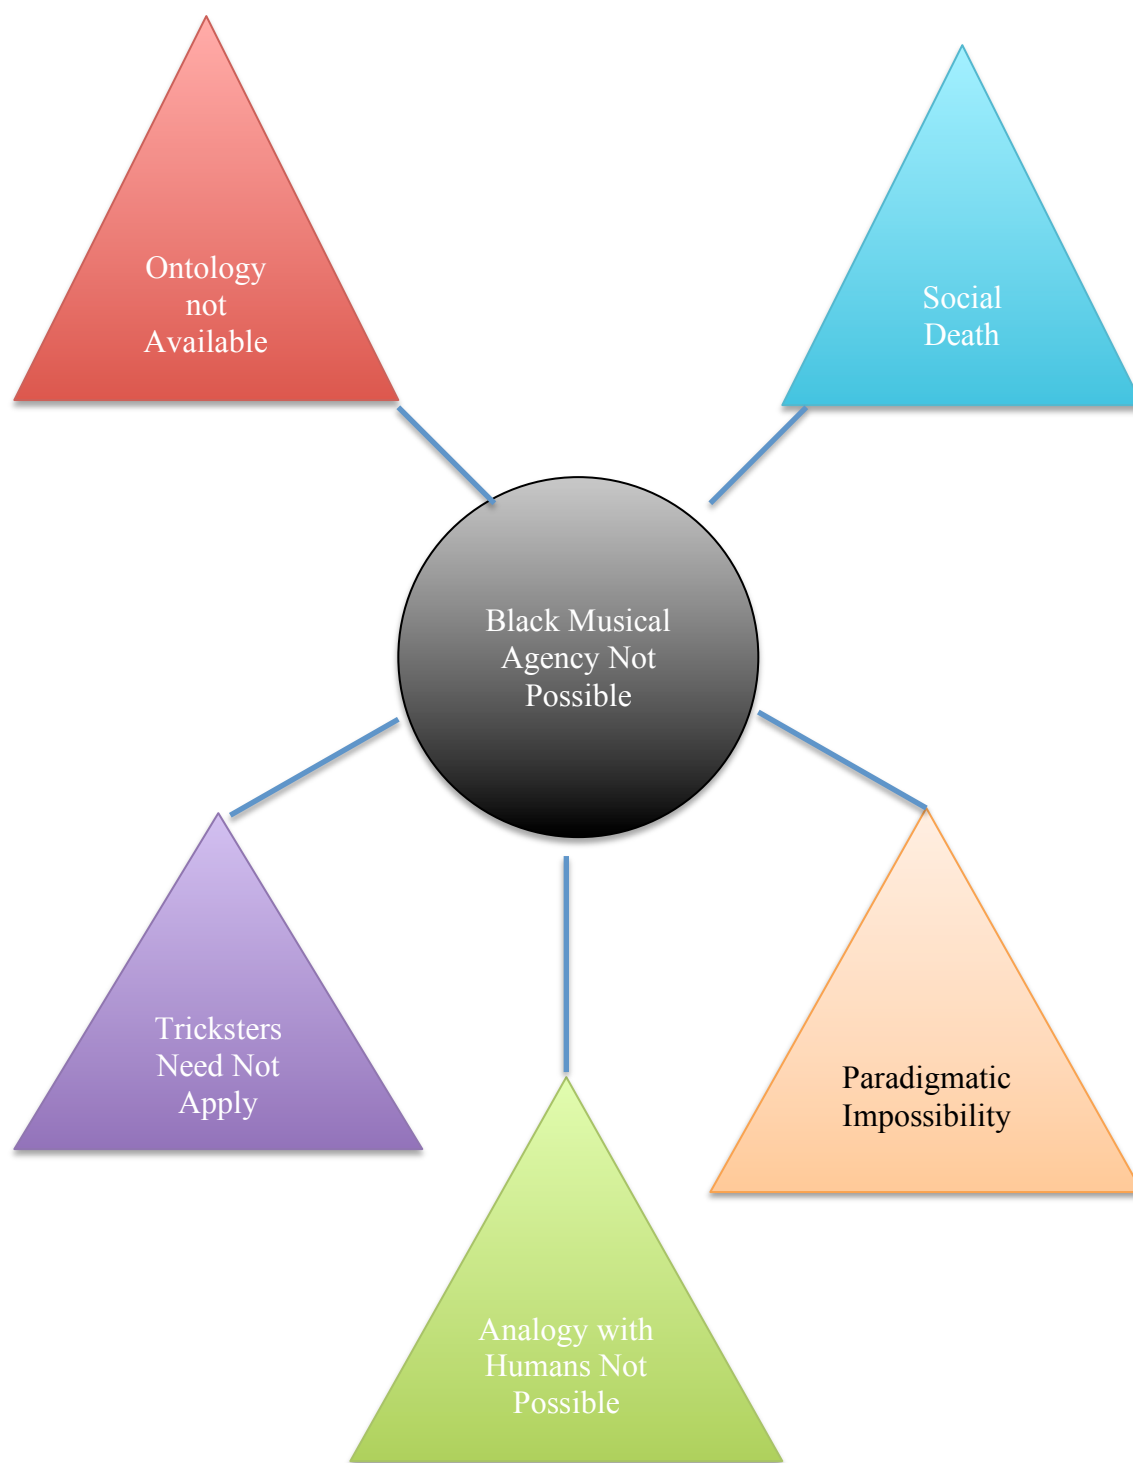 Ontology
not
Available
Social
Death
Black Musical
Agency Not
Possible
Tricksters
Need Not
Apply
Paradigmatic
Impossibility
Analogy with
Humans Not
Possible